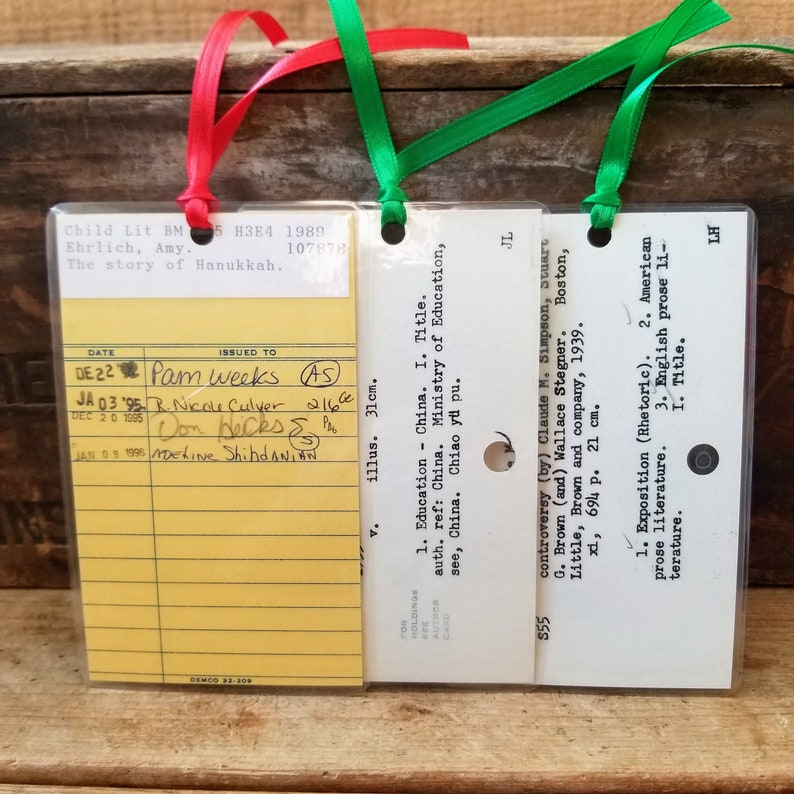 Child Lit BM 5 H3E4 1989
Ehrlich, Amy. 107878
The story of Hanukkah.
DATE ISSUED TO
DE22 '92 Pam Weeks AS
JA 03 '95 R. Nicole Culver 216
DEC 20 1995 Don
JAN 03 1996 Adeline Shihdanian S
DEMCO 32-209
JL
v. illus. 31cm.
1. Education - China. I. Title.
auth. ref: China. Ministry of Education,
see, China. Chiao yü pu.
FOR
HOLDINGS
SEE
AUTHOR
CARD
LH
S55
controversy (by) Claude M. Simpson, Stuart
G. Brown (and) Wallace Stegner. Boston,
Little, Brown and company, 1939.
xi, 694 p. 21 cm.
1. Exposition (Rhetoric). 2. American
prose literature. 3. English prose li-
terature. I. Title.